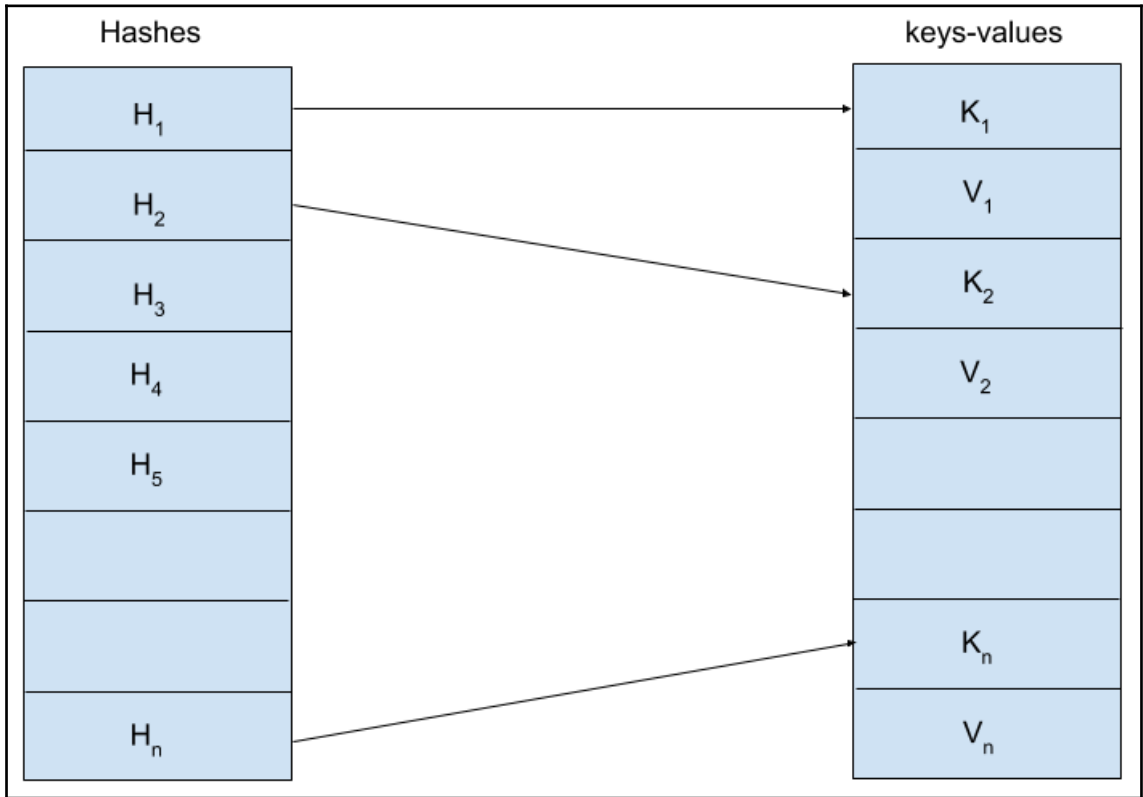 Hashes
keys-values
H₁
K₁
H₂
V₁
H₃
K₂
H₄
V₂
H₅
Kₙ
Hₙ
Vₙ